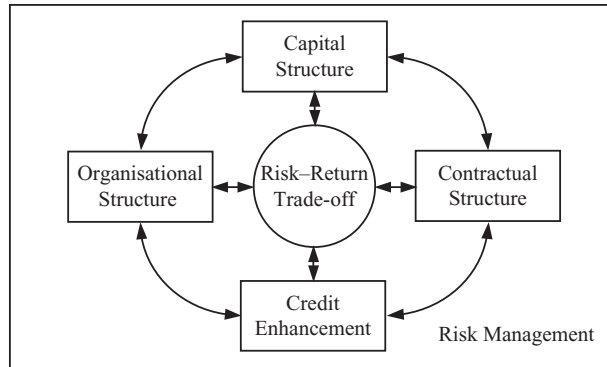 Capital
Structure
Organisational
Structure
Risk–Return
Trade-off
Contractual
Structure
Credit
Enhancement
Risk Management